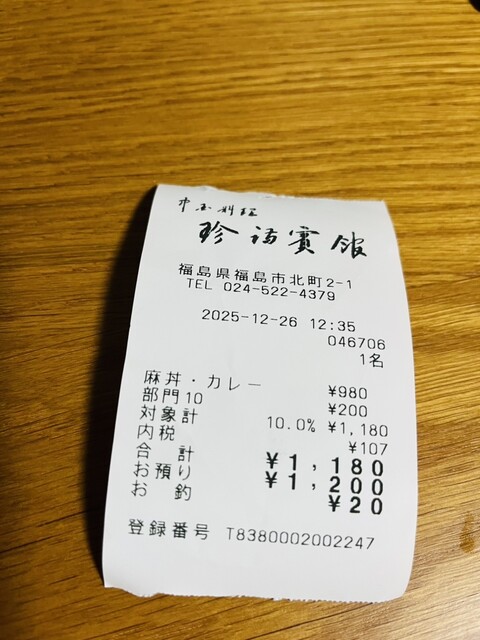 中国料理
珍満賓館
福島県福島市北町2-1
TEL 024-522-4379
2025-12-26 12:35
046706
1名
麻丼・カレー ¥980
部門10 ¥200
対象計 10.0% ¥1,180
内税 ¥107
合 計 ¥1,180
お預り ¥1,200
お 釣 ¥20
登録番号 T8380002002247